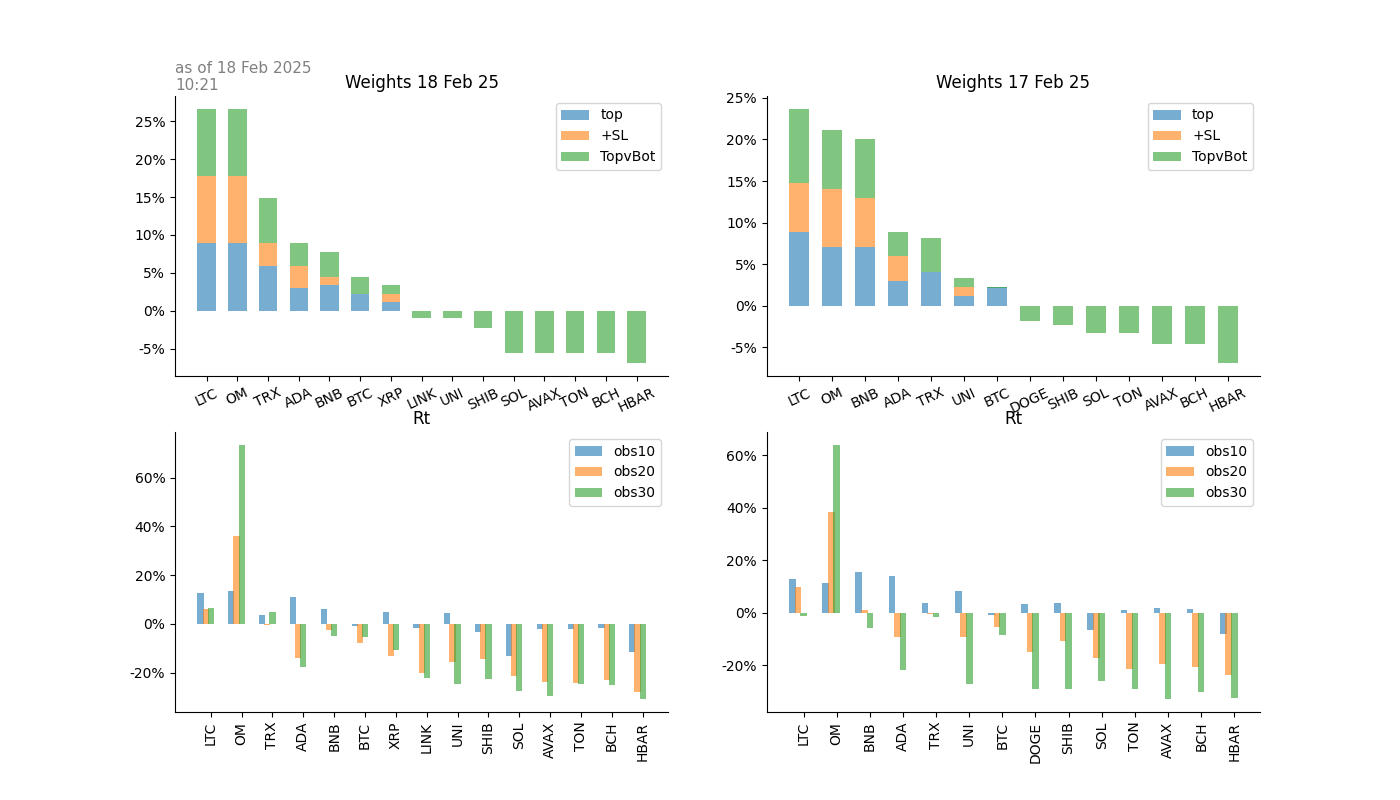 as of 18 Feb 2025
10:21
Weights 18 Feb 25
25%
20%
15%
10%
5%
0%
-5%
top
+SL
TopvBot
LTC OM TRX ADA BNB BTC XRP LINK UNI SHIB SOL AVAX TON BCH HBAR
Weights 17 Feb 25
25%
20%
15%
10%
5%
0%
-5%
top
+SL
TopvBot
LTC OM BNB ADA TRX UNI BTC DOGE SHIB SOL TON AVAX BCH HBAR
Rt
60%
40%
20%
0%
-20%
obs10
obs20
obs30
LTC OM TRX ADA BNB BTC XRP LINK UNI SHIB SOL AVAX TON BCH HBAR
Rt
60%
40%
20%
0%
-20%
obs10
obs20
obs30
LTC OM BNB ADA TRX UNI BTC DOGE SHIB SOL TON AVAX BCH HBAR